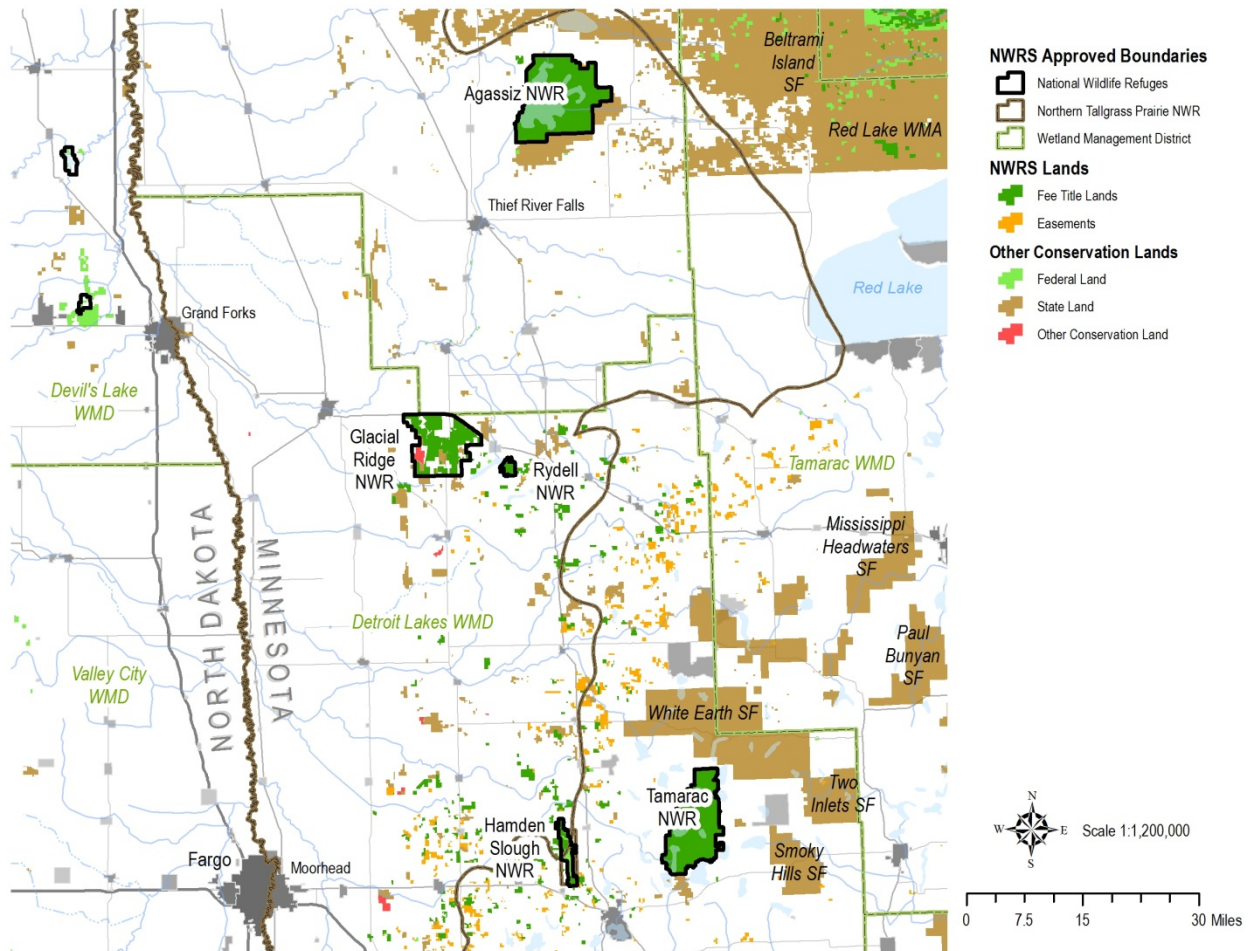 Beltrami
Island
SF
Agassiz NWR
Red Lake WMA
Thief River Falls
Red Lake
Grand Forks
Devil's Lake
WMD
Glacial
Ridge
NWR
Rydell
NWR
Tamarac WMD
Mississippi
Headwaters
SF
NORTH DAKOTA
MINNESOTA
Detroit Lakes WMD
Paul
Bunyan
SF
Valley City
WMD
White Earth SF
Two
Inlets SF
Tamarac
NWR
Hamden
Slough
NWR
Smoky
Hills SF
Fargo
Moorhead
NWRS Approved Boundaries
National Wildlife Refuges
Northern Tallgrass Prairie NWR
Wetland Management District
NWRS Lands
Fee Title Lands
Easements
Other Conservation Lands
Federal Land
State Land
Other Conservation Land
N
W
E
S
Scale 1:1,200,000
0 7.5 15 30 Miles